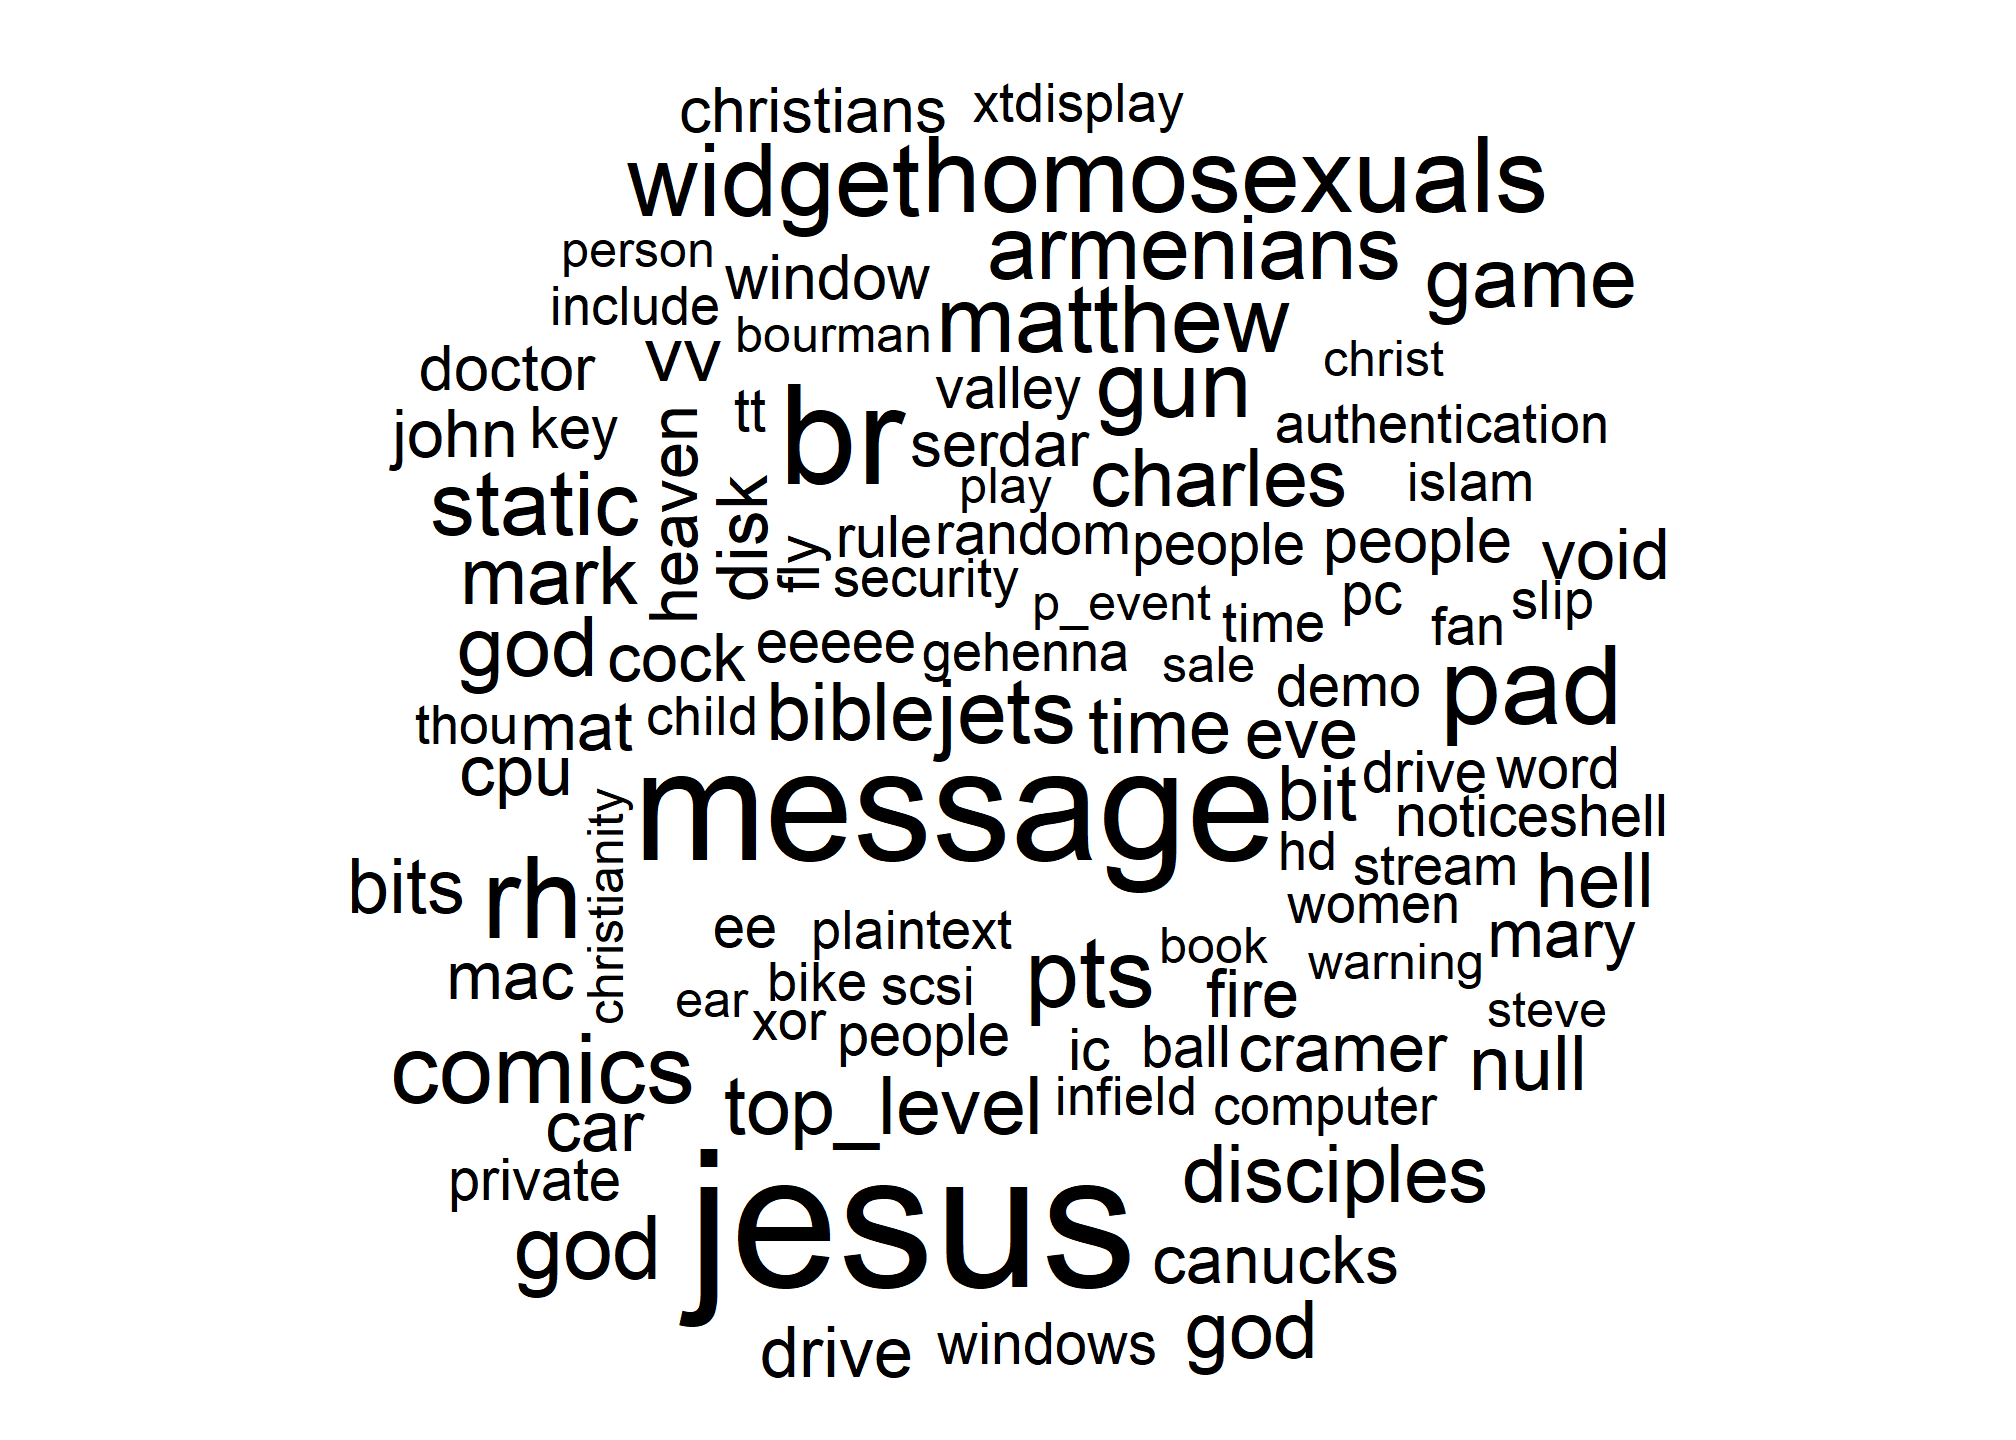 christians xtdisplay
widget homosexuals
person window armenians game
include bourman matthew
doctor vv valley gun christ
john key heaven tt br serdar charles authentication
static disk play islam
mark fly rule random people people void
security p_event time pc fan slip
god cock eeeee gehenna sale demo pad
thou mat child bible jets time eve
cpu message bit drive word
noticeshell
bits rh christianity hd stream hell
ee plaintext pts book women mary
mac ear bike scsi fire warning
xor people ic ball cramer steve
comics null
car top_level infield computer
private jesus disciples
god canucks
drive windows god